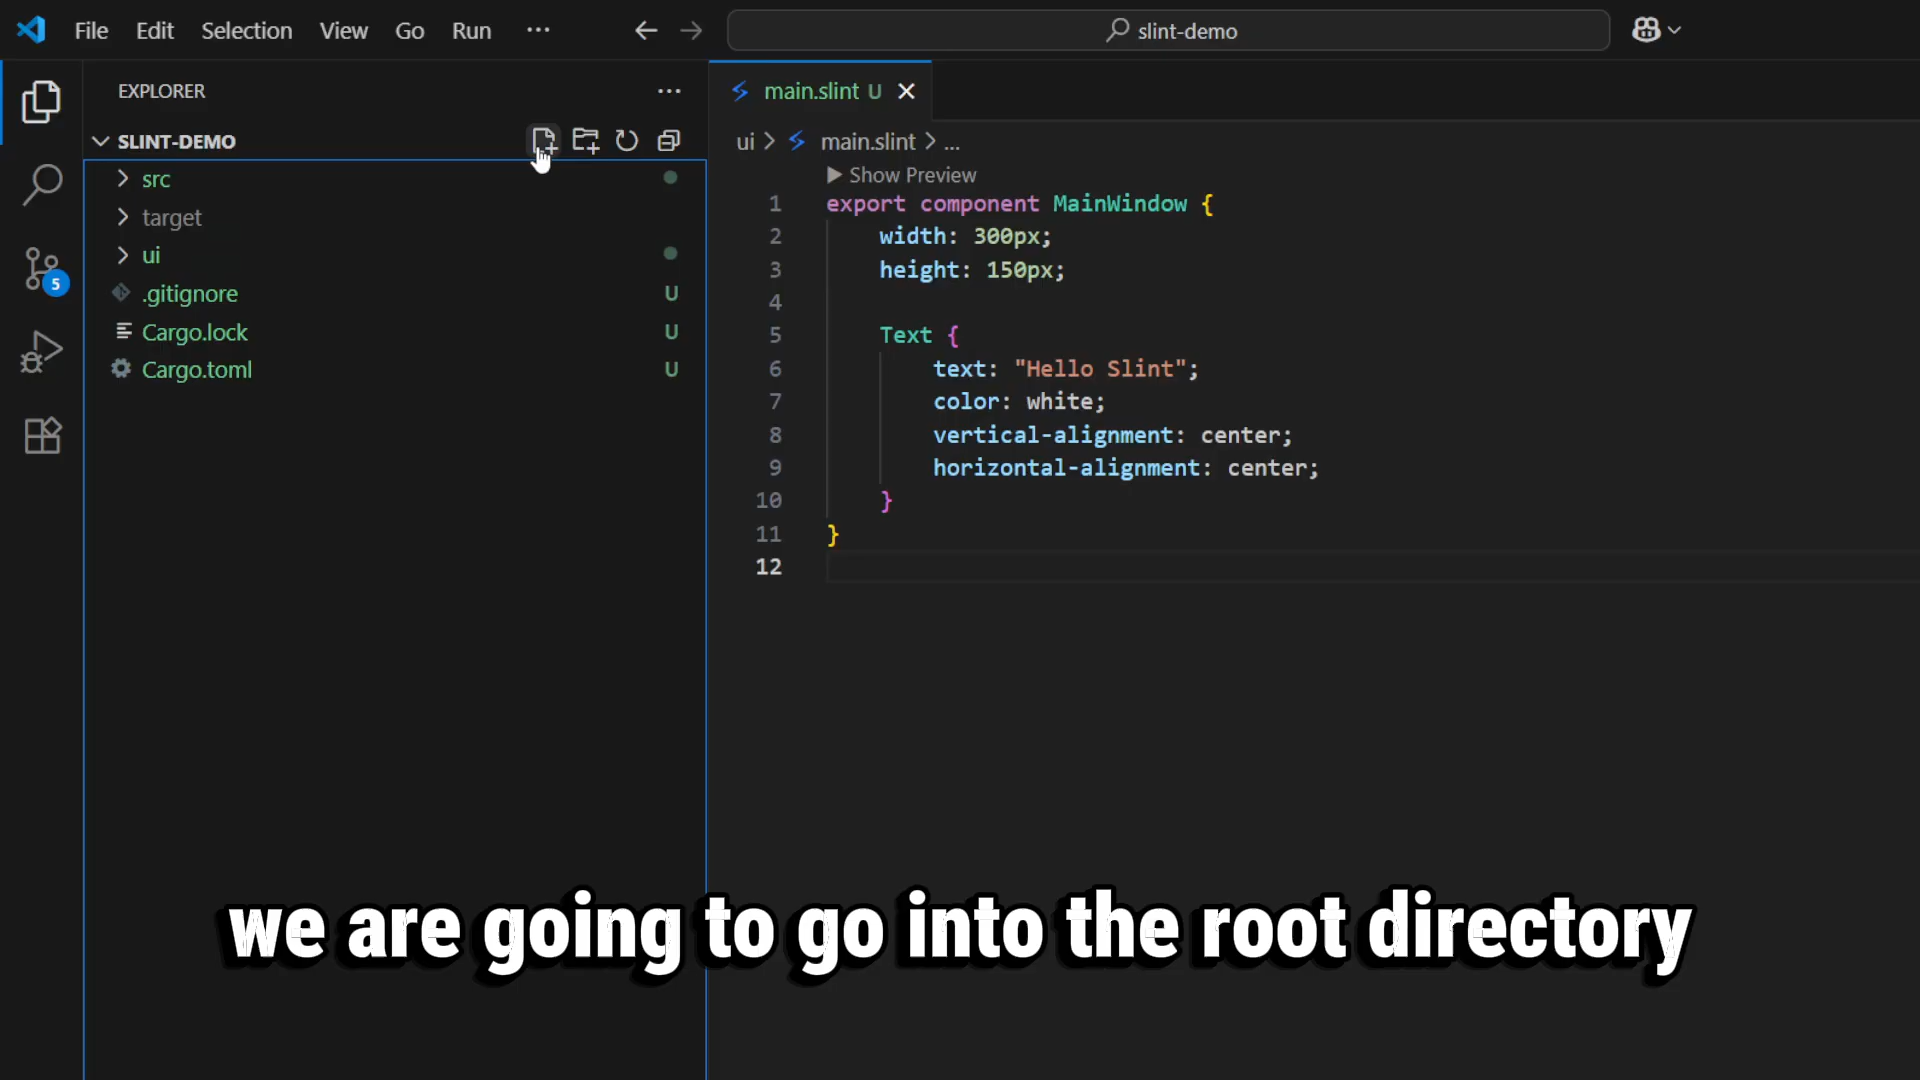 File Edit Selection View Go Run ···
slint-demo
EXPLORER ···
SLINT-DEMO
src
target
ui
.gitignore U
Cargo.lock U
Cargo.toml U
5
main.slint U
ui > main.slint > ...
Show Preview
1 export component MainWindow {
2 width: 300px;
3 height: 150px;
4
5 Text {
6 text: "Hello Slint";
7 color: white;
8 vertical-alignment: center;
9 horizontal-alignment: center;
10 }
11 }
12
we are going to go into the root directory